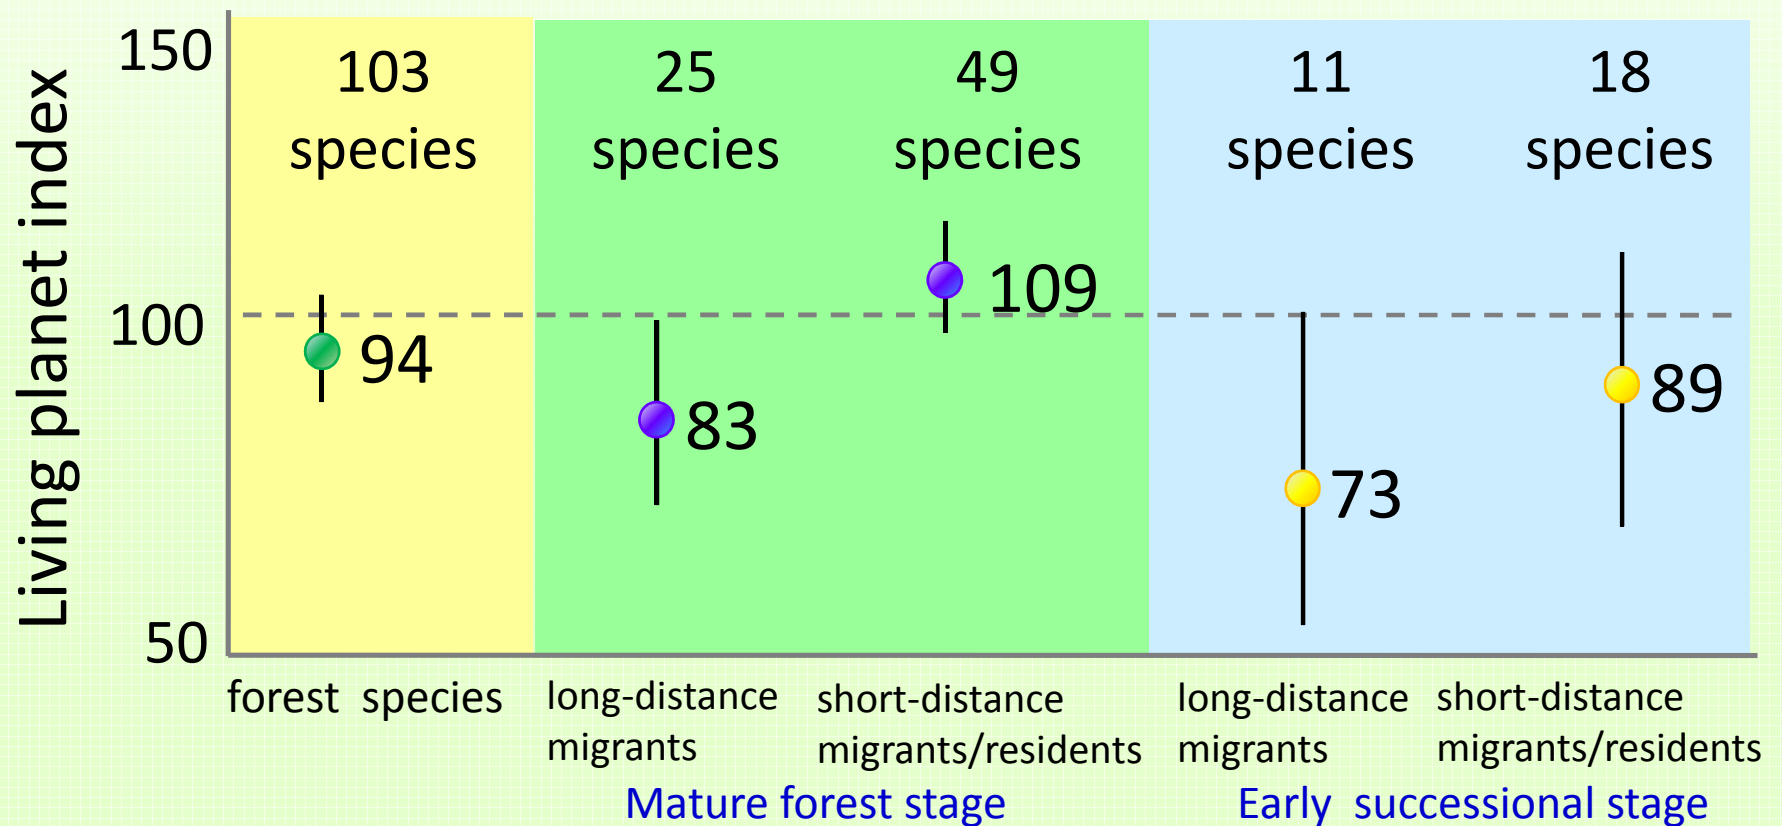 Living planet index
150
100
50
103
species
25
species
49
species
11
species
18
species
94
83
109
73
89
forest species
long-distance
migrants
short-distance
migrants/residents
long-distance
migrants
short-distance
migrants/residents
Mature forest stage
Early successional stage